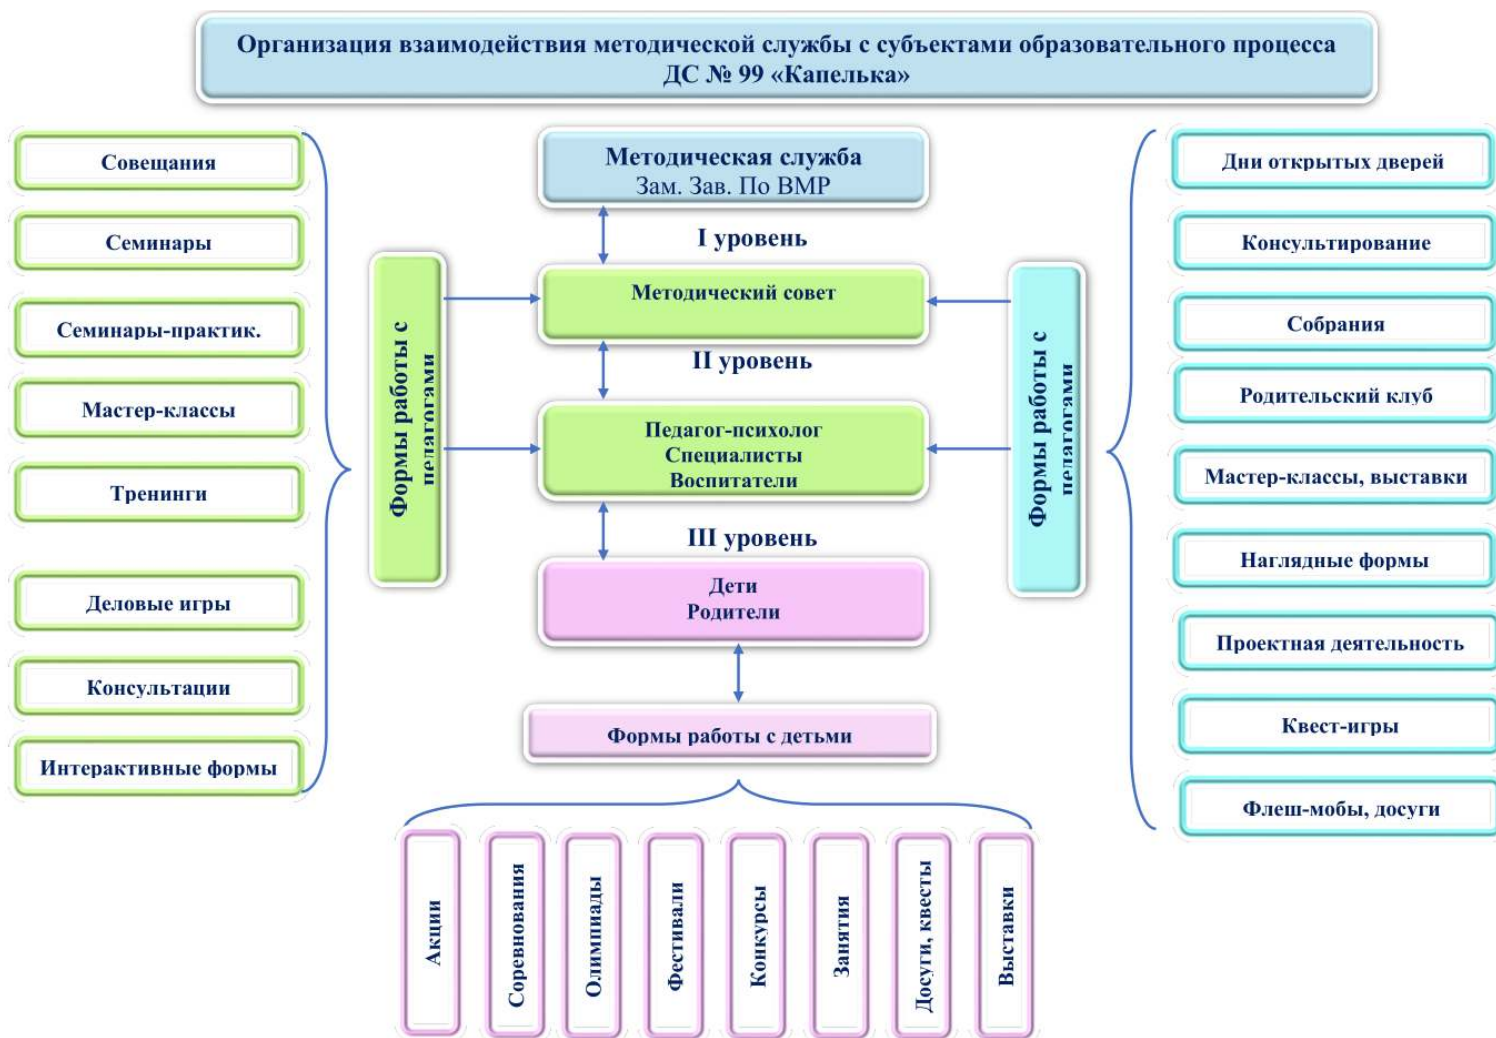 Организация взаимодействия методической службы с субъектами образовательного процесса
ДС № 99 «Капелька»
Совещания
Семинары
Семинары-практик.
Мастер-классы
Тренинги
Деловые игры
Консультации
Интерактивные формы
Формы работы с
педагогами
Методическая служба
Зам. Зав. По ВМР
I уровень
Методический совет
II уровень
Педагог-психолог
Специалисты
Воспитатели
III уровень
Дети
Родители
Формы работы с детьми
Акции
Соревнования
Олимпиады
Фестивали
Конкурсы
Занятия
Досуги, квесты
Выставки
Формы работы с
педагогами
Дни открытых дверей
Консультирование
Собрания
Родительский клуб
Мастер-классы, выставки
Наглядные формы
Проектная деятельность
Квест-игры
Флеш-мобы, досуги